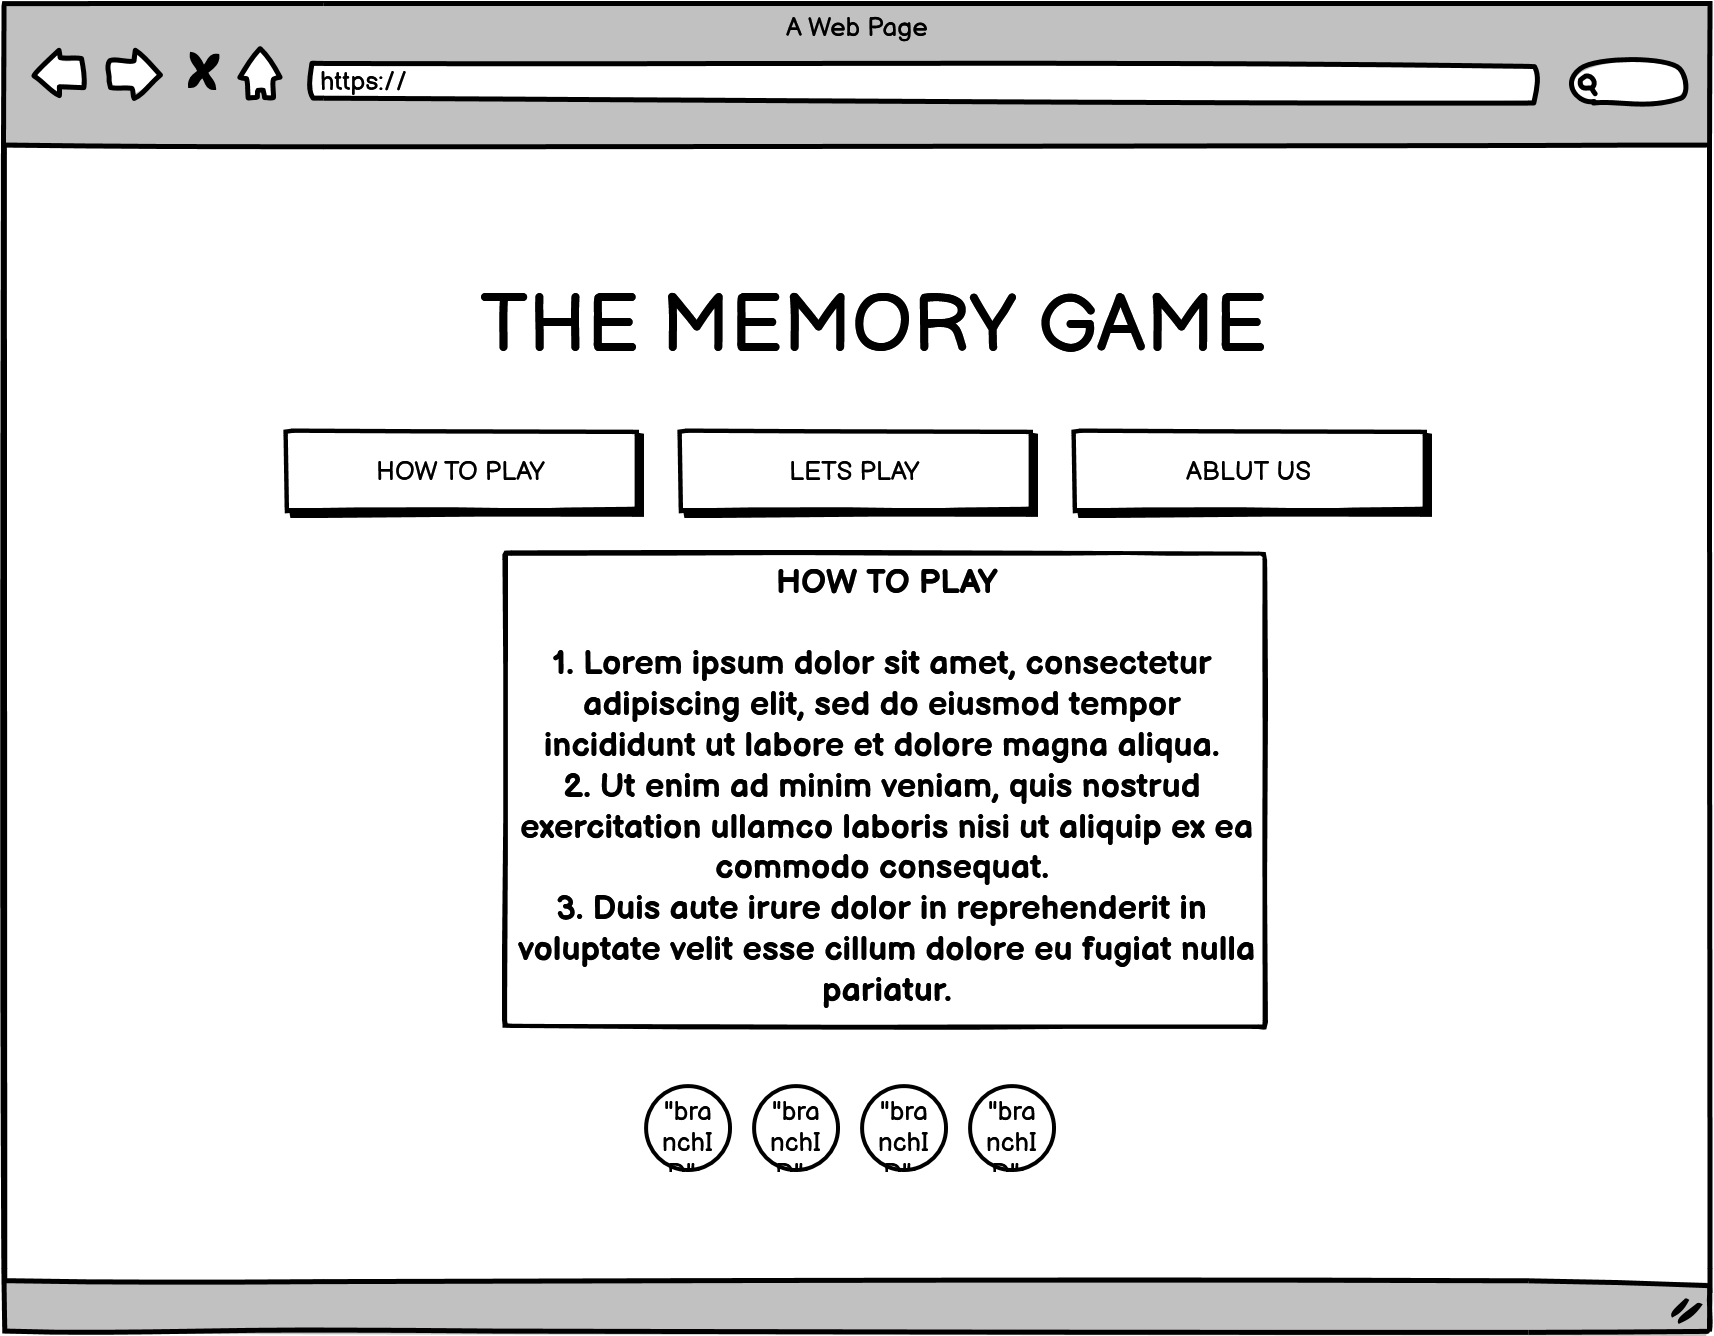 A Web Page
https://
THE MEMORY GAME
HOW TO PLAY
LETS PLAY
ABLUT US
HOW TO PLAY
1. Lorem ipsum dolor sit amet, consectetur
adipiscing elit, sed do eiusmod tempor
incididunt ut labore et dolore magna aliqua.
2. Ut enim ad minim veniam, quis nostrud
exercitation ullamco laboris nisi ut aliquip ex ea
commodo consequat.
3. Duis aute irure dolor in reprehenderit in
voluptate velit esse cillum dolore eu fugiat nulla
pariatur.
"bra
nchI
D"
"bra
nchI
D"
"bra
nchI
D"
"bra
nchI
D"